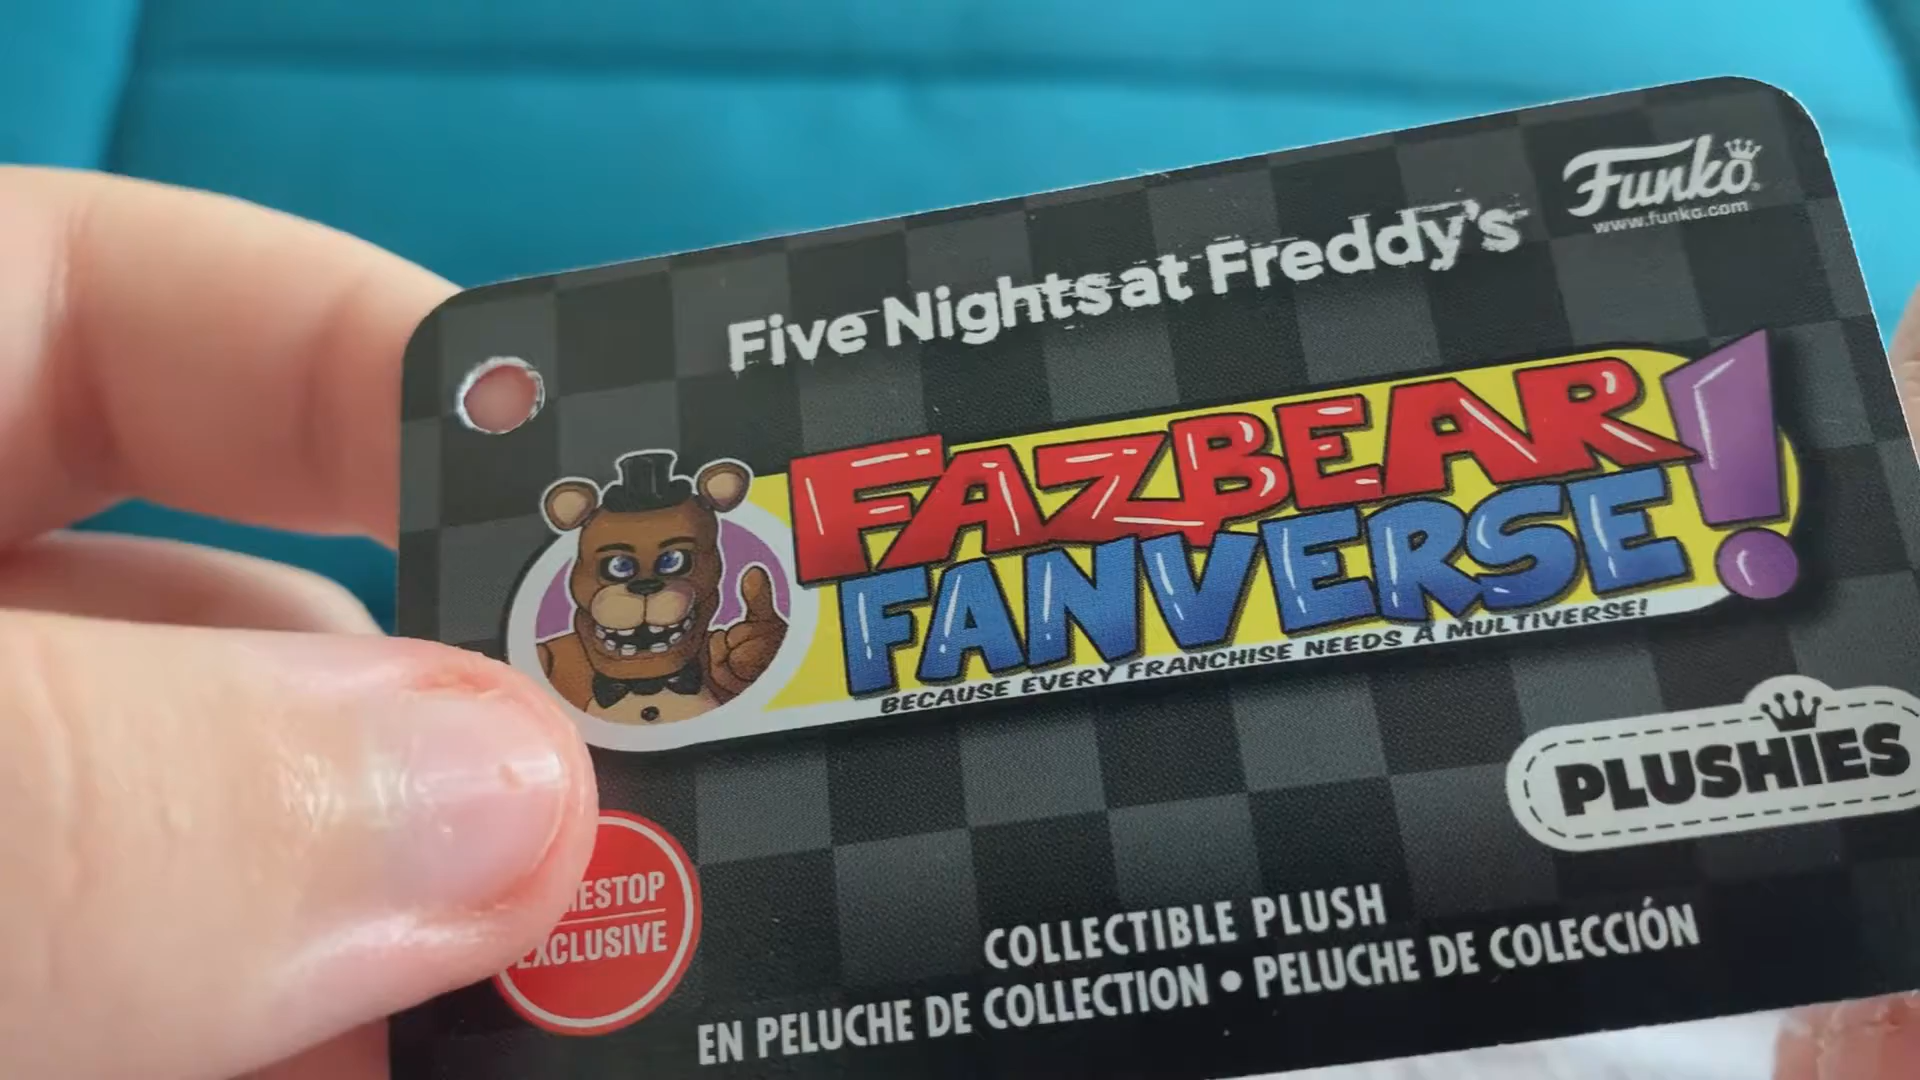 Funko
www.funko.com
Five Nights at Freddy's
FAZBEAR
FANVERSE!
BECAUSE EVERY FRANCHISE NEEDS A MULTIVERSE!
PLUSHIES
EXCLUSIVE
COLLECTIBLE PLUSH
EN PELUCHE DE COLLECTION • PELUCHE DE COLECCIÓN